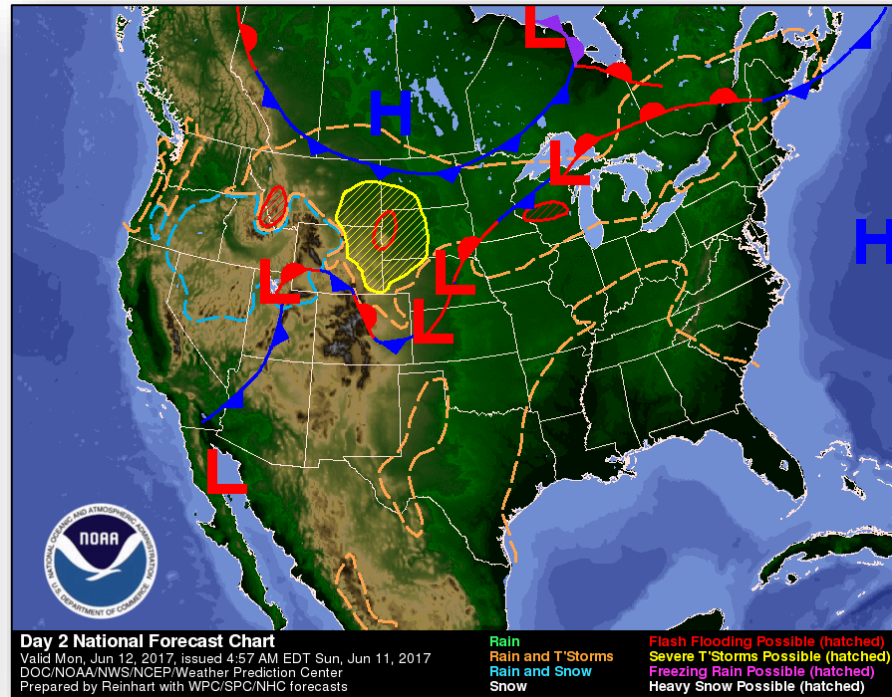 L
H
L
H
L
L
L
L
NATIONAL OCEANIC AND ATMOSPHERIC ADMINISTRATION
NOAA
U.S. DEPARTMENT OF COMMERCE
Day 2 National Forecast Chart
Valid Mon, Jun 12, 2017, issued 4:57 AM EDT Sun, Jun 11, 2017
DOC/NOAA/NWS/NCEP/Weather Prediction Center
Prepared by Reinhart with WPC/SPC/NHC forecasts
Rain
Rain and T'Storms
Rain and Snow
Snow
Flash Flooding Possible (hatched)
Severe T'Storms Possible (hatched)
Freezing Rain Possible (hatched)
Heavy Snow Possible (hatched)